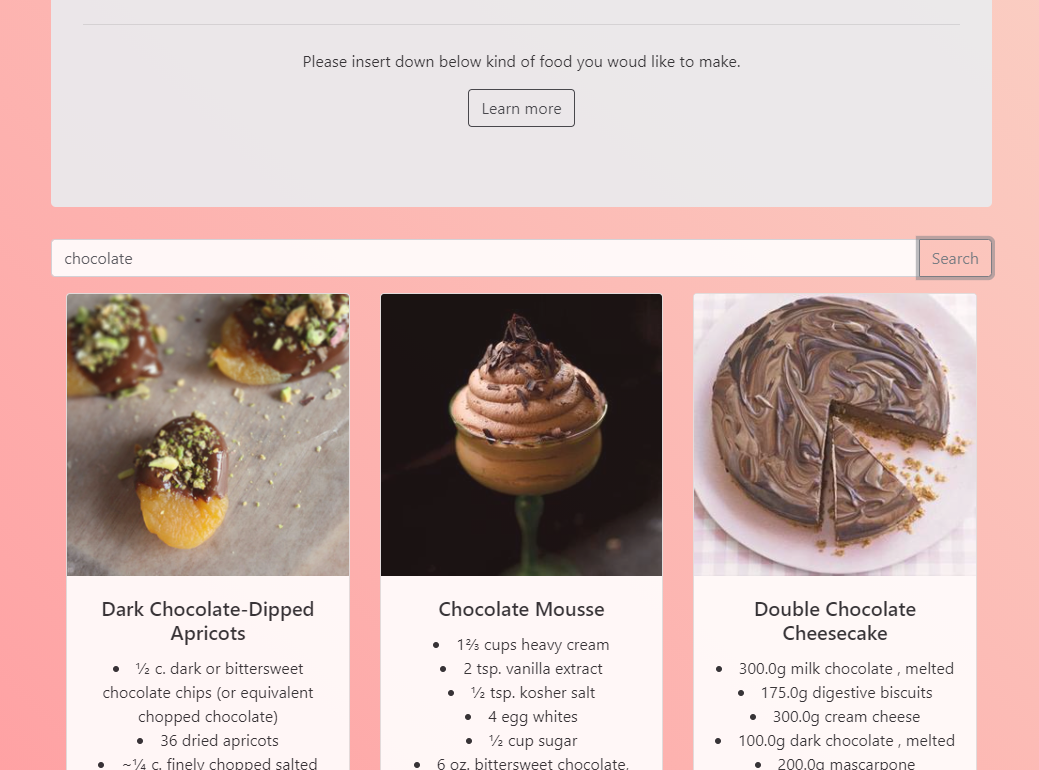 Please insert down below kind of food you woud like to make.
Learn more
chocolate
Search
Dark Chocolate-Dipped
Apricots
• ½ c. dark or bittersweet
chocolate chips (or equivalent
chopped chocolate)
• 36 dried apricots
• ~¼ c. finely chopped salted
Chocolate Mousse
• 1⅔ cups heavy cream
• 2 tsp. vanilla extract
• ½ tsp. kosher salt
• 4 egg whites
• ½ cup sugar
• 6 oz. bittersweet chocolate,
Double Chocolate
Cheesecake
• 300.0g milk chocolate , melted
• 175.0g digestive biscuits
• 300.0g cream cheese
• 100.0g dark chocolate , melted
• 200.0g mascarpone